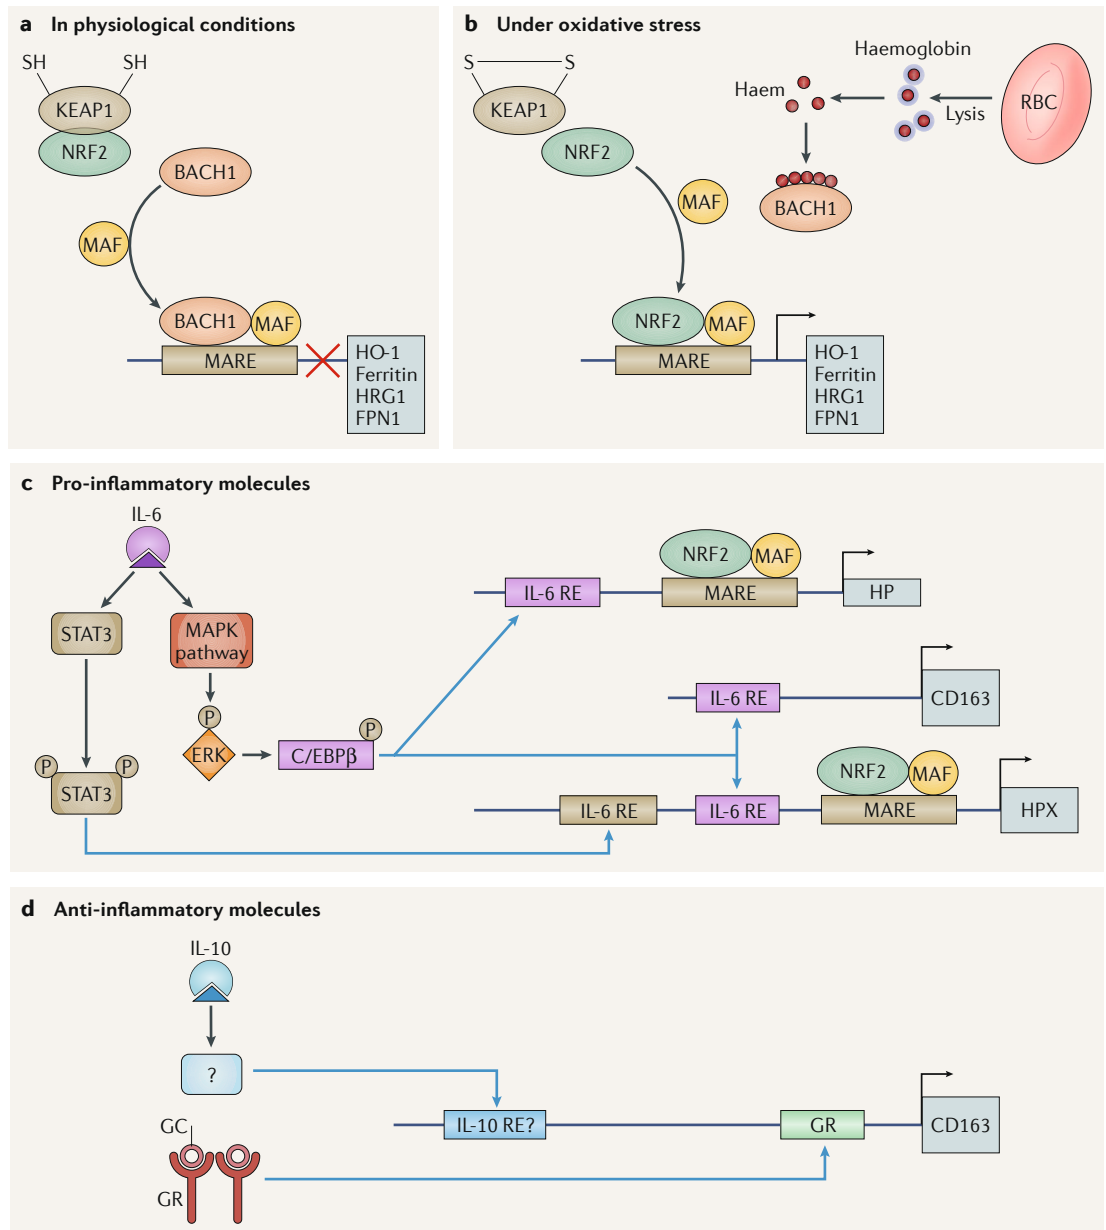 a In physiological conditions
SH SH
KEAP1
NRF2
BACH1
MAF
BACH1 MAF
MARE
HO-1
Ferritin
HRG1
FPN1
b Under oxidative stress
S S
KEAP1
NRF2
MAF
Haemoglobin
Haem
Lysis
RBC
BACH1
NRF2 MAF
MARE
HO-1
Ferritin
HRG1
FPN1
c Pro-inflammatory molecules
IL-6
STAT3
MAPK
pathway
P
ERK
P
C/EBPβ
P P
STAT3
NRF2 MAF
IL-6 RE MARE HP
IL-6 RE CD163
NRF2 MAF
IL-6 RE IL-6 RE MARE HPX
d Anti-inflammatory molecules
IL-10
?
GC
GR
IL-10 RE? GR CD163